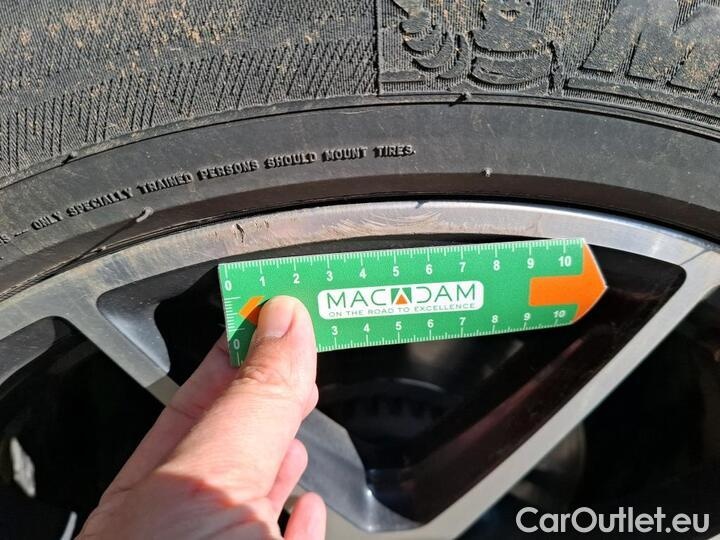 M
ONLY SPECIALLY TRAINED PERSONS SHOULD MOUNT TIRES.
0 1 2 3 4 5 6 7 8 9 10
MACADAM
ON THE ROAD TO EXCELLENCE
0 3 4 5 6 7 8 9 10
CarOutlet.eu